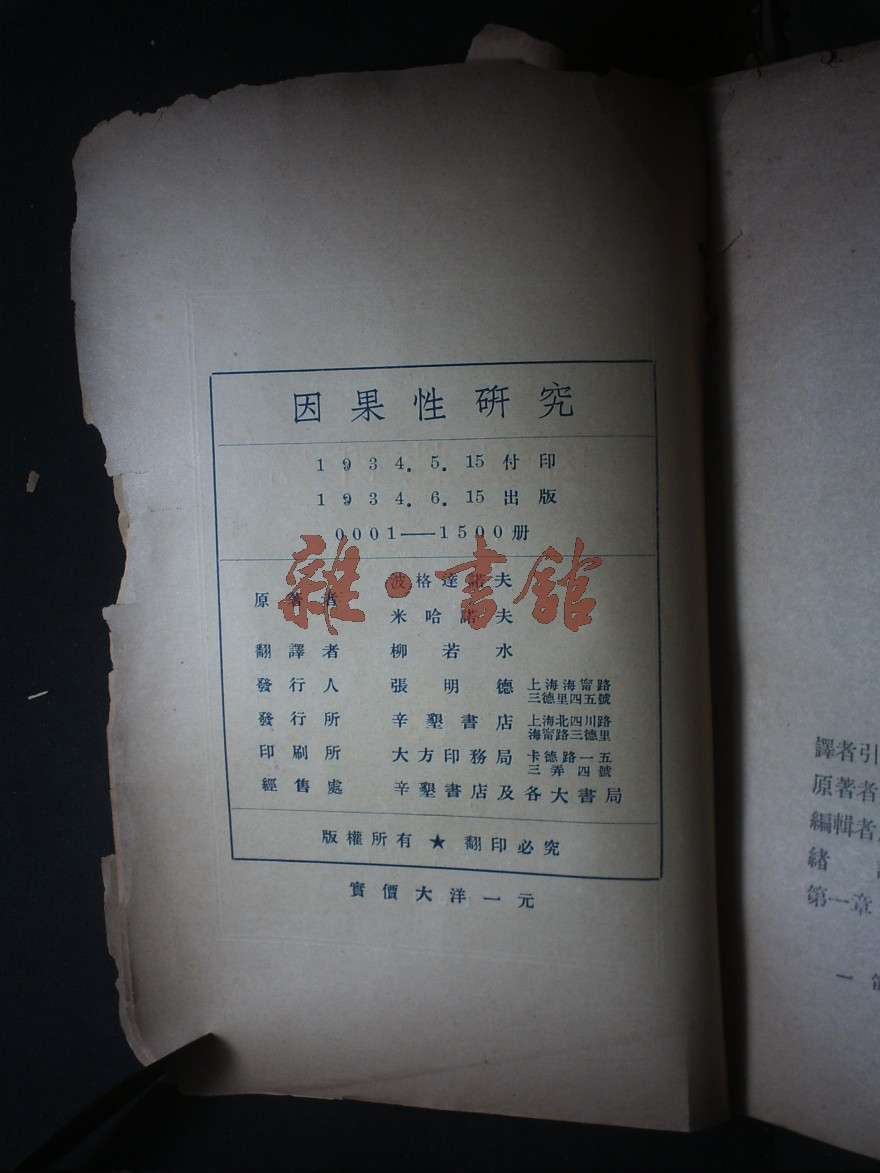 因果性研究
1934.5.15付印
1934.6.15出版
0001——1500册
原著者
波格達諾夫
米哈諾夫
翻譯者 柳若水
發行人 張明德 上海海甯路三德里四五號
發行所 辛墾書店 上海北四川路海甯路三德里
印刷所 大方印務局 卡德路一五三弄四號
經售處 辛墾書店及各大書局
版權所有★翻印必究
實價大洋一元
雜·書館
譯者引
原著者
編輯者
緒
第一章
一